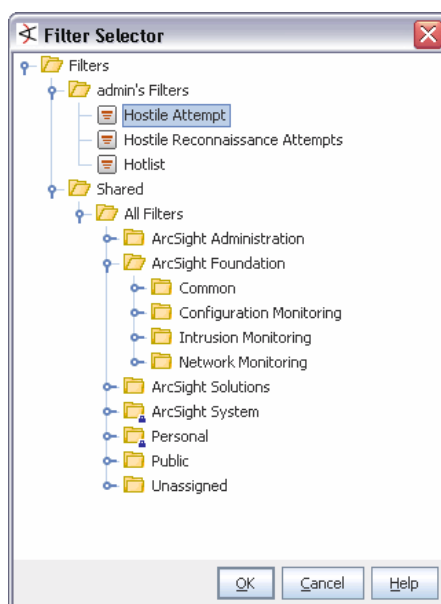 Filter Selector
Filters
admin's Filters
Hostile Attempt
Hostile Reconnaissance Attempts
Hotlist
Shared
All Filters
ArcSight Administration
ArcSight Foundation
Common
Configuration Monitoring
Intrusion Monitoring
Network Monitoring
ArcSight Solutions
ArcSight System
Personal
Public
Unassigned
OK Cancel Help